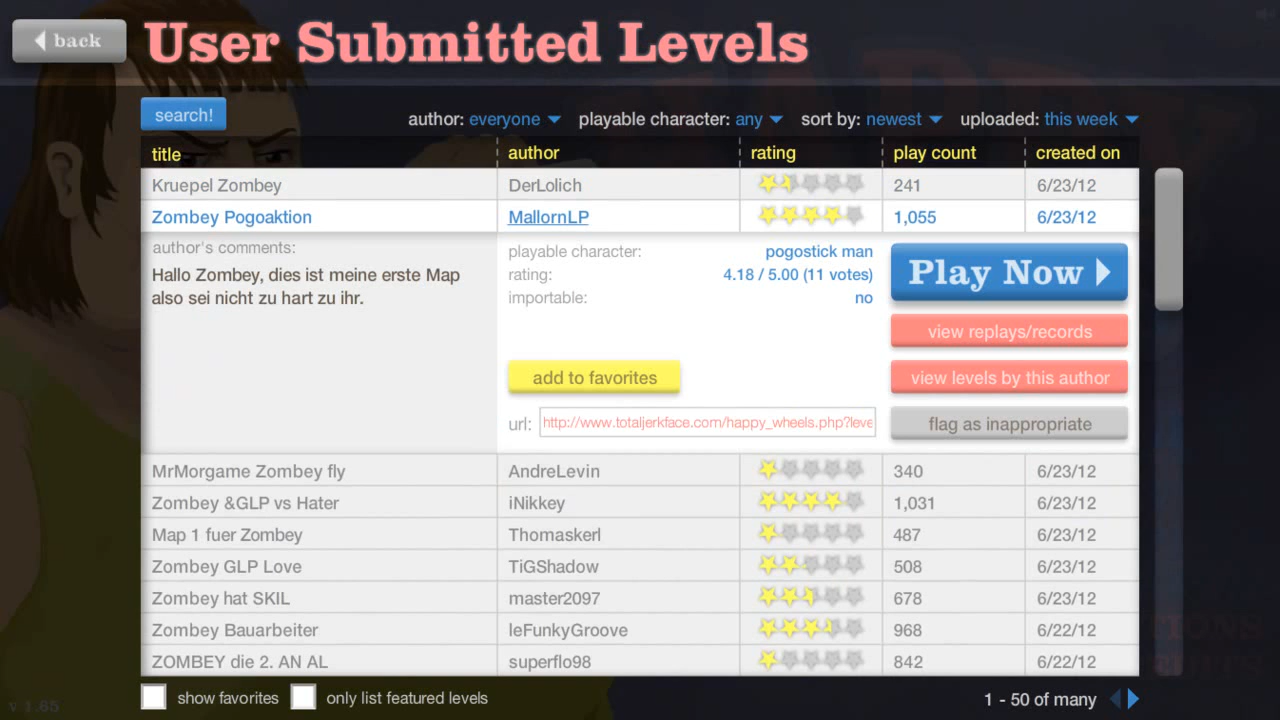 back
User Submitted Levels
search!
author: everyone playable character: any sort by: newest uploaded: this week
title author rating play count created on
Kruepel Zombey DerLolich 241 6/23/12
Zombey Pogoaktion MallornLP 1,055 6/23/12
author's comments:
Hallo Zombey, dies ist meine erste Map
also sei nicht zu hart zu ihr.
playable character: pogostick man
rating: 4.18 / 5.00 (11 votes)
importable: no
add to favorites
url: http://www.totaljerkface.com/happy_wheels.php?leve
Play Now
view replays/records
view levels by this author
flag as inappropriate
MrMorgame Zombey fly AndreLevin 340 6/23/12
Zombey &GLP vs Hater iNikkey 1,031 6/23/12
Map 1 fuer Zombey Thomaskerl 487 6/23/12
Zombey GLP Love TiGShadow 508 6/23/12
Zombey hat SKIL master2097 678 6/23/12
Zombey Bauarbeiter leFunkyGroove 968 6/22/12
ZOMBEY die 2. AN AL superflo98 842 6/22/12
show favorites only list featured levels 1 - 50 of many
v 1.65